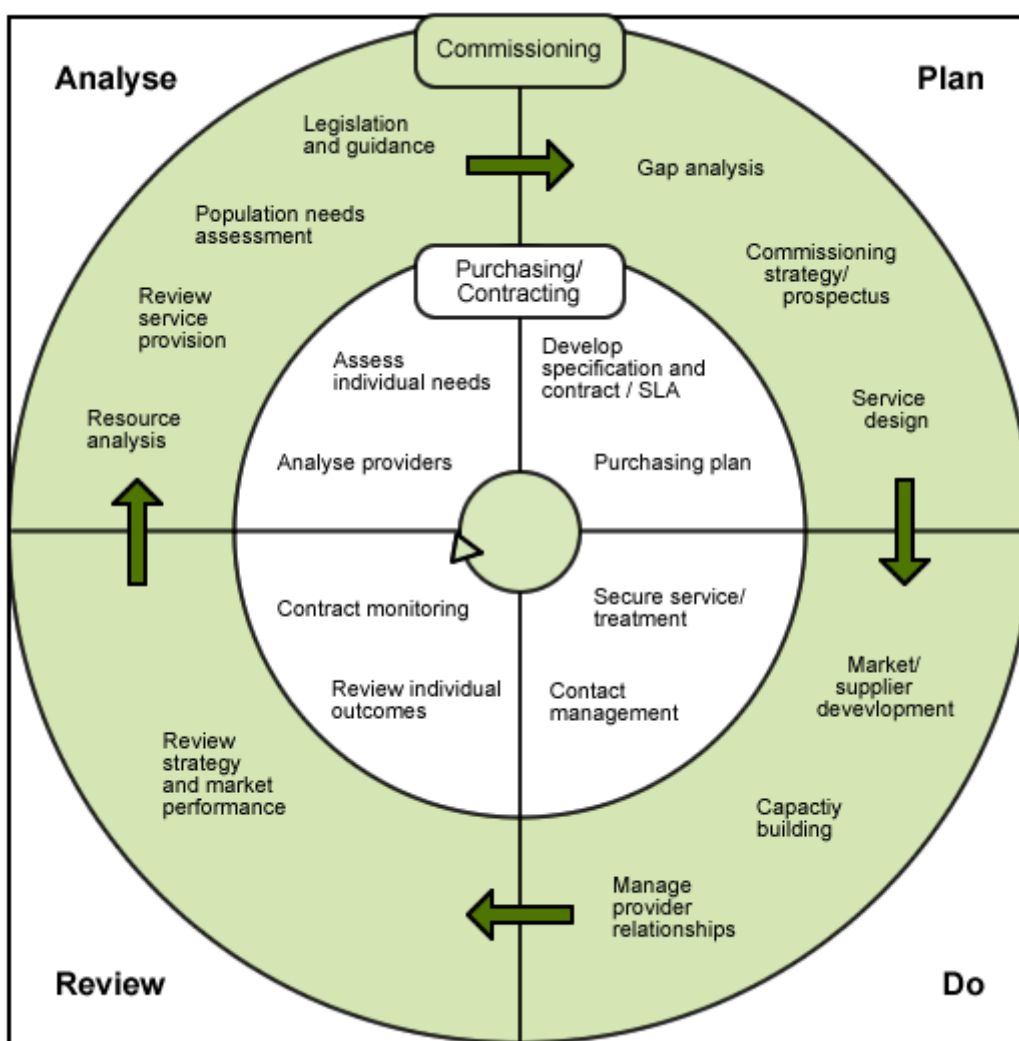 Commissioning
Analyse
Plan
Legislation
and guidance
Gap analysis
Population needs
assessment
Commissioning
strategy/
prospectus
Purchasing/
Contracting
Review
service
provision
Assess
individual needs
Develop
specification and
contract / SLA
Service
design
Resource
analysis
Analyse providers
Purchasing plan
Contract monitoring
Secure service/
treatment
Market/
supplier
devevlopment
Review individual
outcomes
Contact
management
Review
strategy
and market
performance
Capactiy
building
Manage
provider
relationships
Review
Do